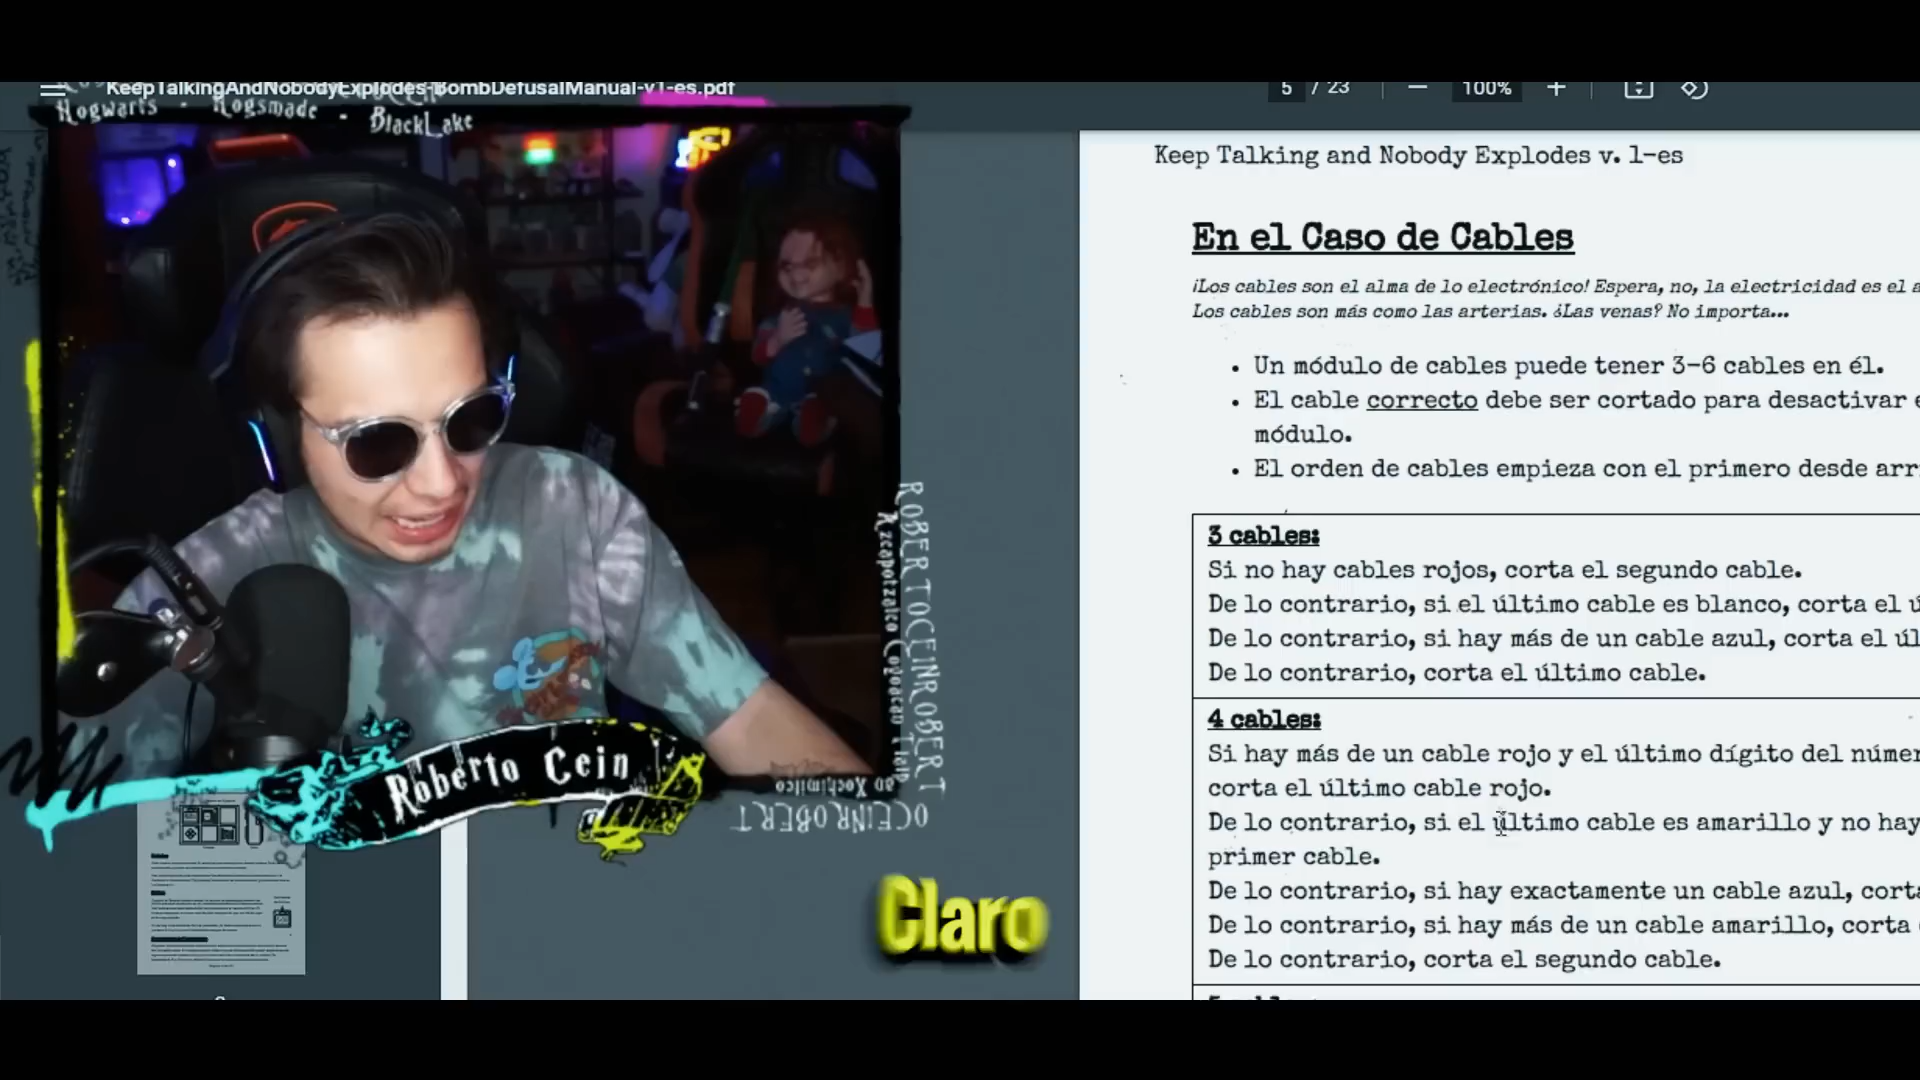 KeepTalkingAndNobodyExplodes-BombDefusalManual-v1-es.pdf
5 / 23
100%
Hogwarts - Hogsmade - BlackLake
Keep Talking and Nobody Explodes v. 1-es
En el Caso de Cables
¡Los cables son el alma de lo electrónico! Espera, no, la electricidad es el a
Los cables son más como las arterias. ¿Las venas? No importa...
• Un módulo de cables puede tener 3-6 cables en él.
• El cable correcto debe ser cortado para desactivar e
módulo.
• El orden de cables empieza con el primero desde arr
3 cables:
Si no hay cables rojos, corta el segundo cable.
De lo contrario, si el último cable es blanco, corta el ú
De lo contrario, si hay más de un cable azul, corta el úl
De lo contrario, corta el último cable.
4 cables:
Si hay más de un cable rojo y el último dígito del númer
corta el último cable rojo.
De lo contrario, si el último cable es amarillo y no hay
primer cable.
De lo contrario, si hay exactamente un cable azul, corta
De lo contrario, si hay más de un cable amarillo, corta
De lo contrario, corta el segundo cable.
ROBERTOCEINROBERT
Azcapotzalco Coyoacan Tlalp
an Xochimilco
OCEINROBERT
Roberto Cein
Claro